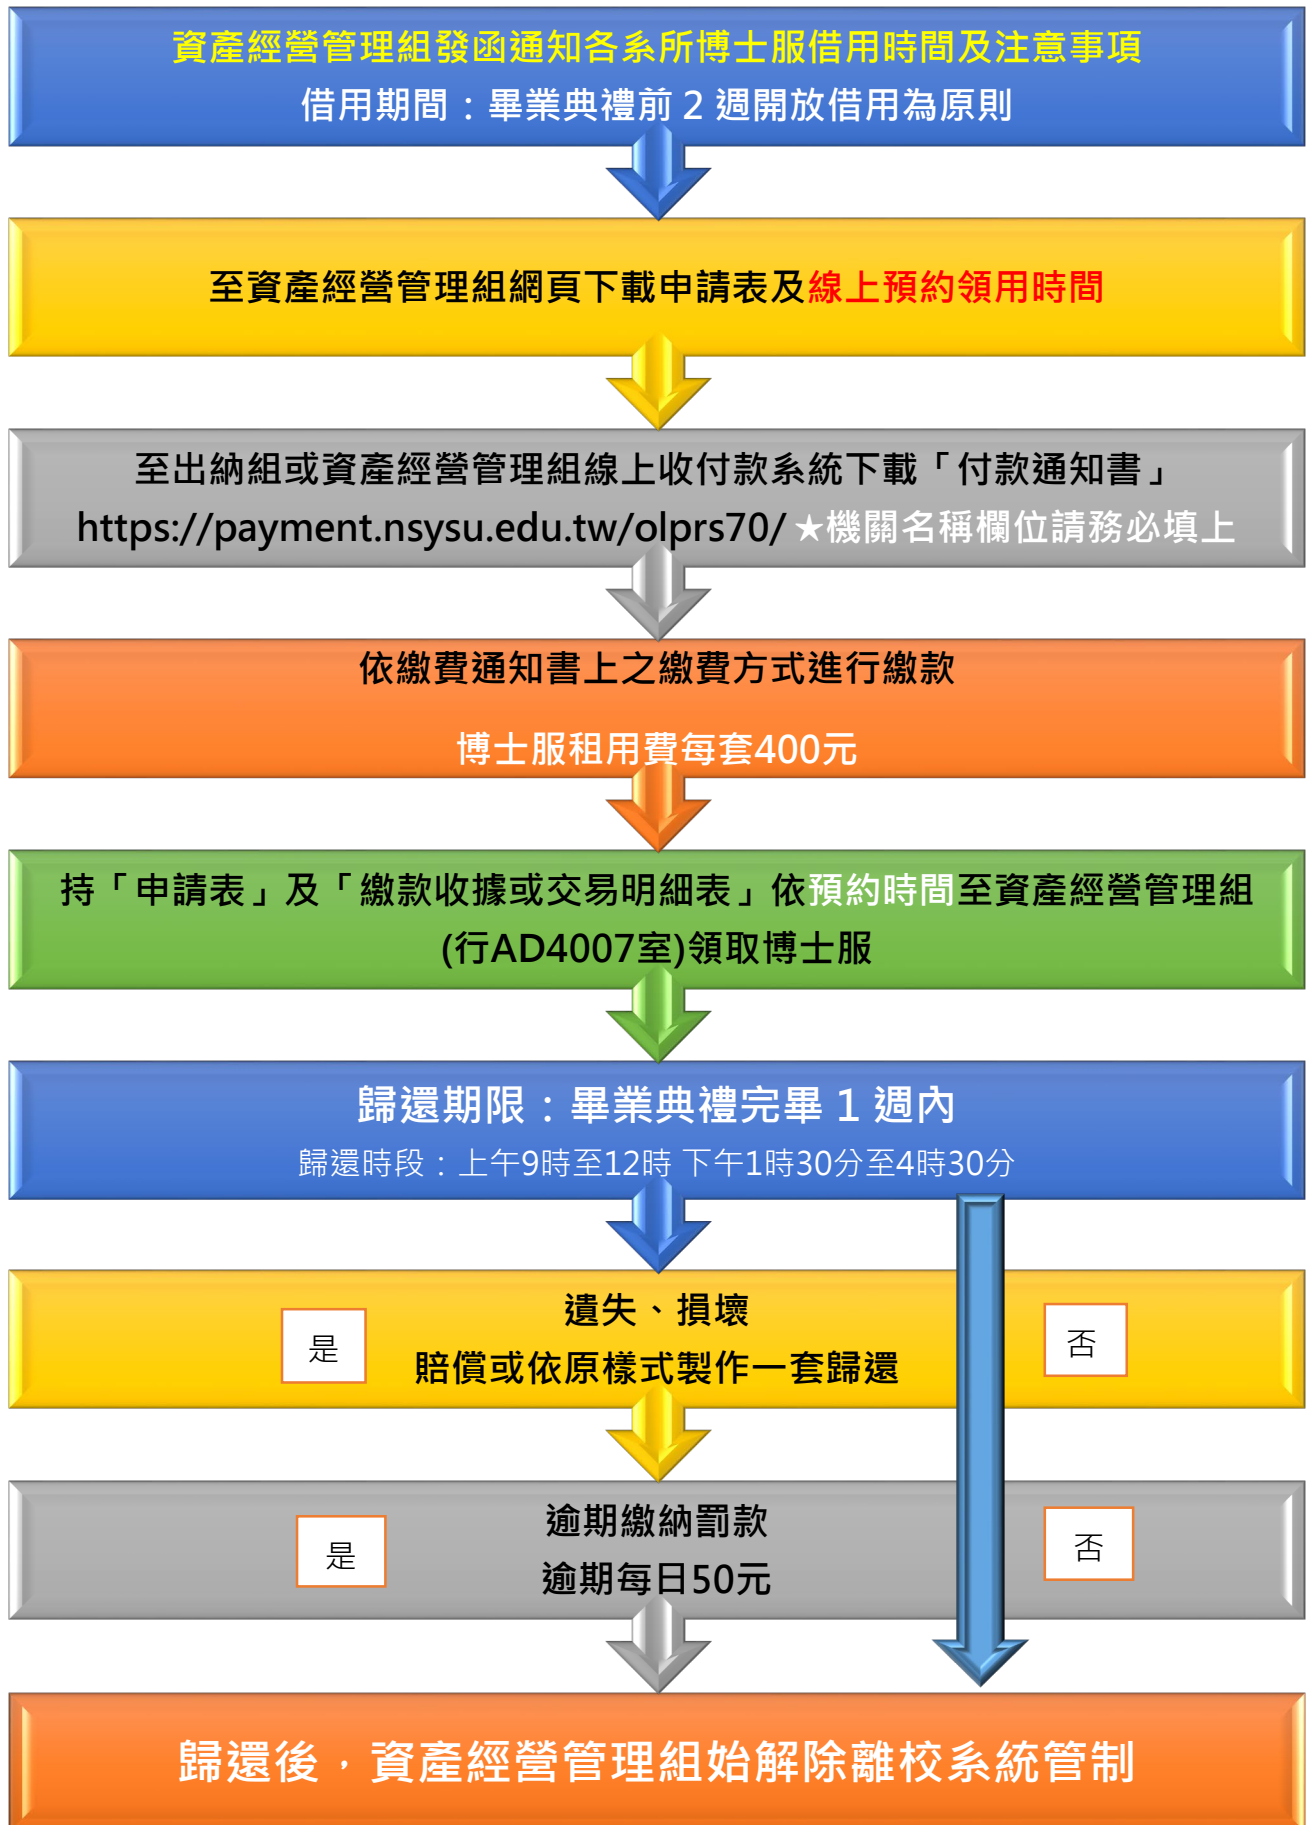 資產經營管理組發函通知各系所博士服借用時間及注意事項
借用期間：畢業典禮前 2 週開放借用為原則
至資產經營管理組網頁下載申請表及線上預約領用時間
至出納組或資產經營管理組線上收付款系統下載「付款通知書」
https://payment.nsysu.edu.tw/olprs70/ ★機關名稱欄位請務必填上
依繳費通知書上之繳費方式進行繳款
博士服租用費每套400元
持「申請表」及「繳款收據或交易明細表」依預約時間至資產經營管理組
(行AD4007室)領取博士服
歸還期限：畢業典禮完畢 1 週內
歸還時段：上午9時至12時 下午1時30分至4時30分
遺失、損壞
是
否
賠償或依原樣式製作一套歸還
逾期繳納罰款
是
否
逾期每日50元
歸還後，資產經營管理組始解除離校系統管制